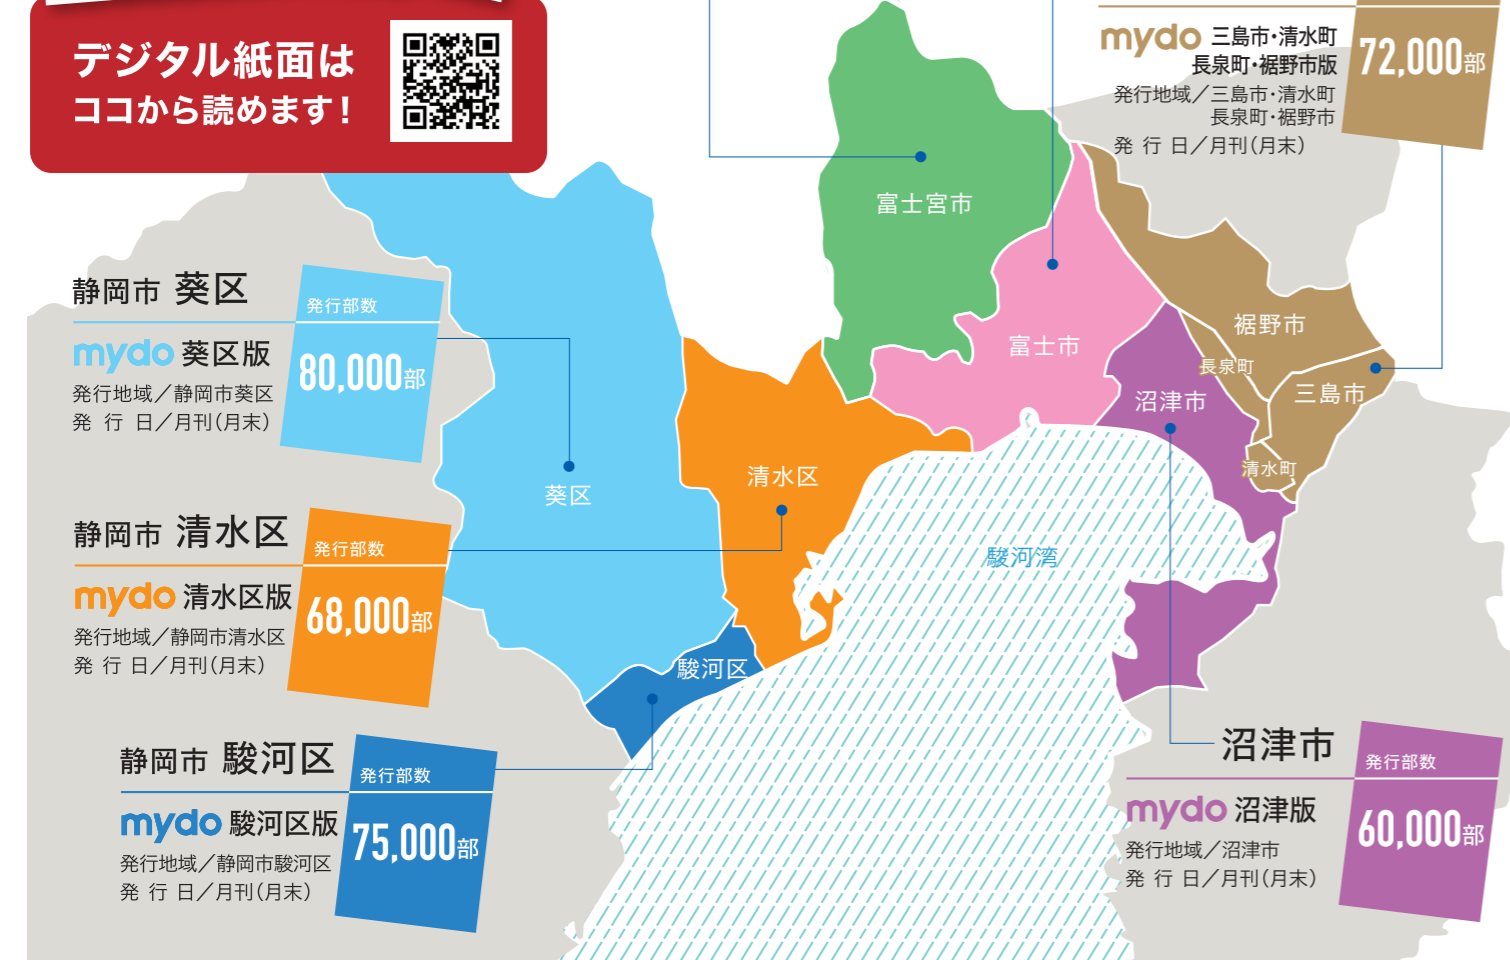 デジタル紙面は
ココから読めます!
mydo 三島市・清水町
長泉町・裾野市版
発行地域/三島市・清水町
長泉町・裾野市
発行日/月刊(月末)
72,000部
静岡市 葵区
発行部数
mydo 葵区版
80,000部
発行地域/静岡市葵区
発行日/月刊(月末)
静岡市 清水区
発行部数
mydo 清水区版
68,000部
発行地域/静岡市清水区
発行日/月刊(月末)
静岡市 駿河区
発行部数
mydo 駿河区版
75,000部
発行地域/静岡市駿河区
発行日/月刊(月末)
富士宮市
富士市
裾野市
長泉町
三島市
沼津市
清水町
清水区
葵区
駿河湾
駿河区
沼津市
発行部数
mydo 沼津版
60,000部
発行地域/沼津市
発行日/月刊(月末)